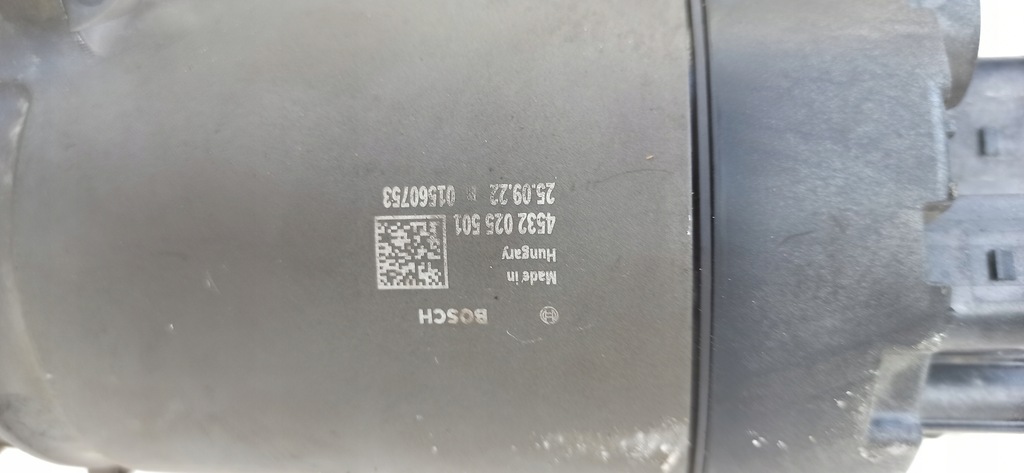 BOSCH
Made in
Hungary
4532 025 501
25.09.22 01560753